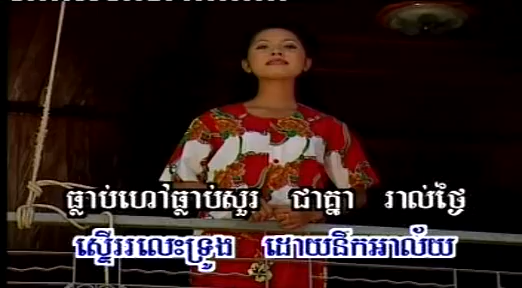 ធ្លាប់ហៅធ្លាប់សួរ ជាគ្នា រាល់ថ្ងៃ
ស្ទើររលេះទ្រូង ដោយនឹកអាល័យ